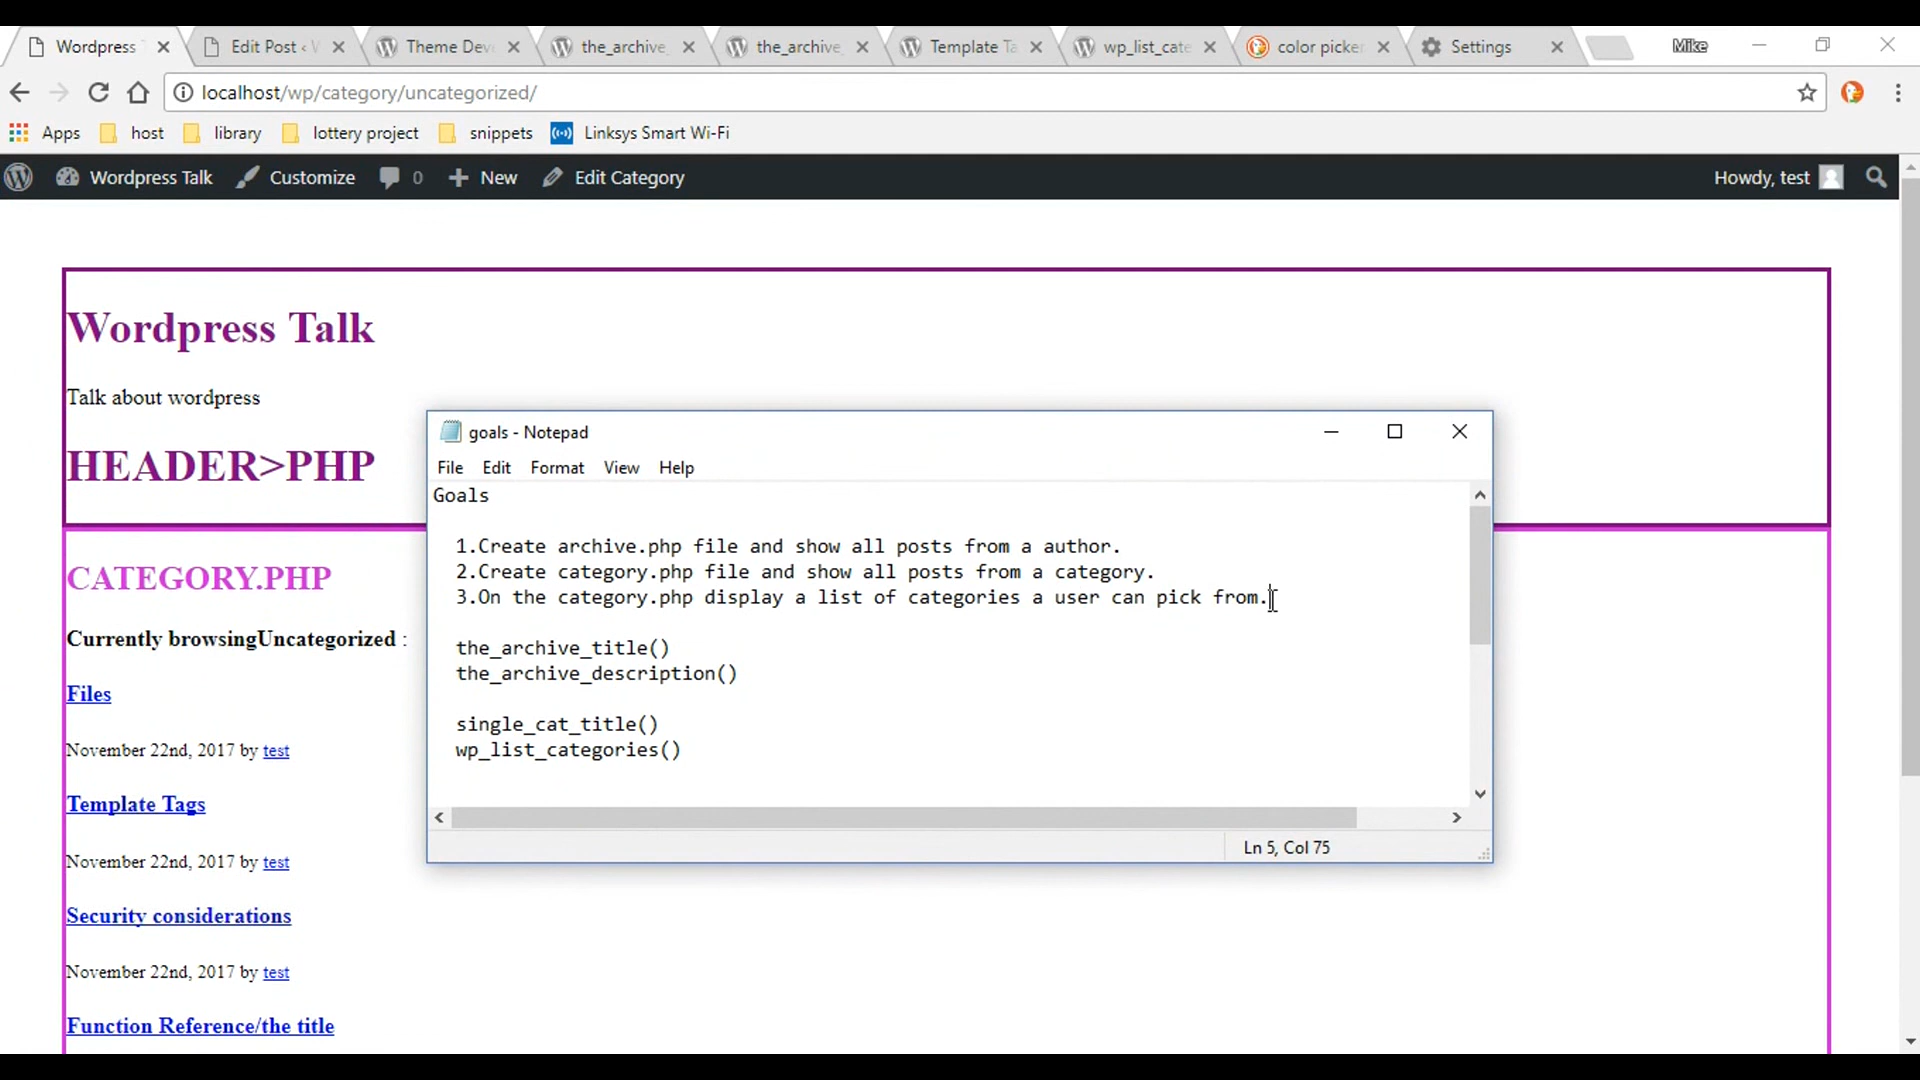 Wordpress
Edit Post ‹
Theme Dev
the_archive_
the_archive_
Template Ta
wp_list_cate
color picker
Settings
Mike
localhost/wp/category/uncategorized/
Apps
host
library
lottery project
snippets
Linksys Smart Wi-Fi
Wordpress Talk
Customize
0
New
Edit Category
Howdy, test
Wordpress Talk
Talk about wordpress
HEADER>PHP
CATEGORY.PHP
Currently browsingUncategorized :
Files
November 22nd, 2017 by test
Template Tags
November 22nd, 2017 by test
Security considerations
November 22nd, 2017 by test
Function Reference/the title
goals - Notepad
File Edit Format View Help
Goals
1.Create archive.php file and show all posts from a author.
2.Create category.php file and show all posts from a category.
3.On the category.php display a list of categories a user can pick from.
the_archive_title()
the_archive_description()
single_cat_title()
wp_list_categories()
Ln 5, Col 75